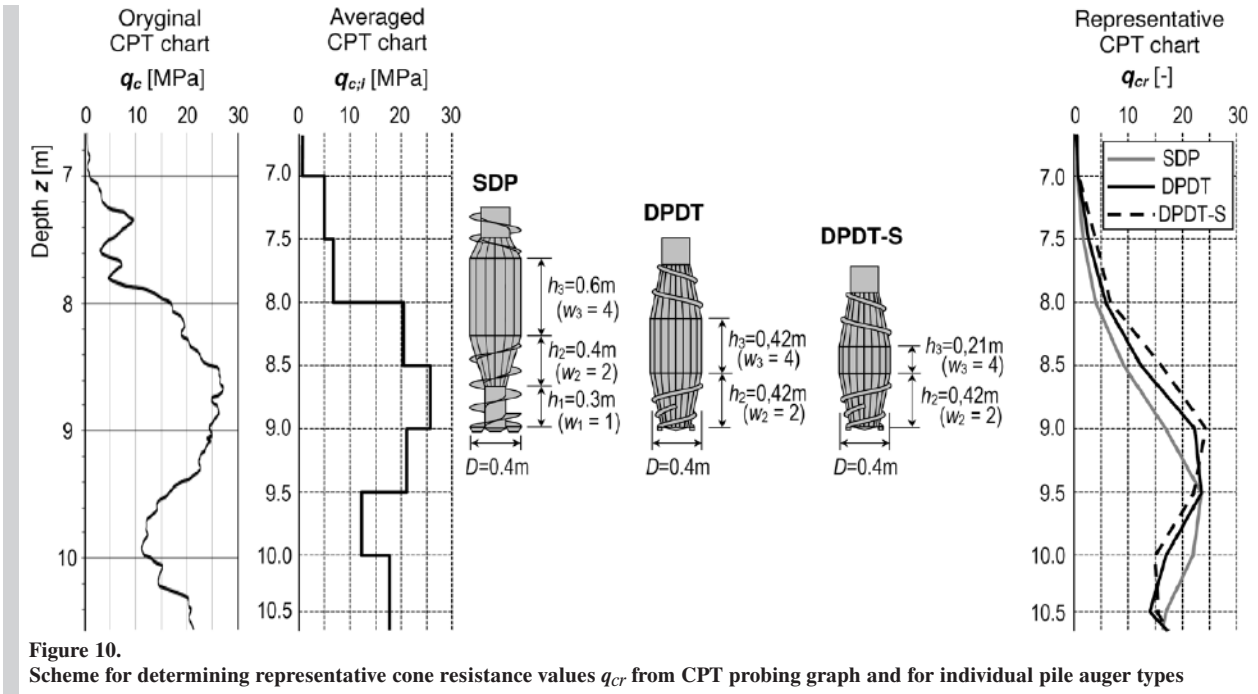 Oryginal
CPT chart
qc [MPa]
0 10 20 30
Depth z [m]
7
8
9
10
Averaged
CPT chart
qc;i [MPa]
0 10 20 30
7.0
7.5
8.0
8.5
9.0
9.5
10.0
10.5
SDP
h3=0.6m
(w3 = 4)
h2=0.4m
(w2 = 2)
h1=0.3m
(w1 = 1)
D=0.4m
DPDT
h3=0,42m
(w3 = 4)
h2=0,42m
(w2 = 2)
D=0.4m
DPDT-S
h3=0,21m
(w3 = 4)
h2=0,42m
(w2 = 2)
D=0.4m
Representative
CPT chart
qcr [-]
0 10 20 30
SDP
DPDT
DPDT-S
7.0
7.5
8.0
8.5
9.0
9.5
10.0
10.5
Figure 10.
Scheme for determining representative cone resistance values qcr from CPT probing graph and for individual pile auger types